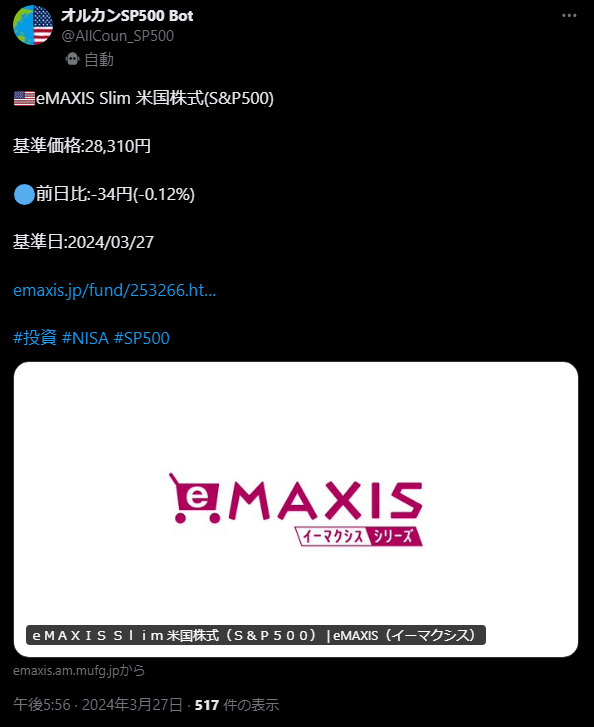 オルカンSP500 Bot
@AllCoun_SP500
自動
🇺🇸eMAXIS Slim 米国株式(S&P500)
基準価格:28,310円
🔵前日比:-34円(-0.12%)
基準日:2024/03/27
emaxis.jp/fund/253266.ht...
#投資 #NISA #SP500
eMAXIS
イーマクシス シリーズ
ｅＭＡＸＩＳ Ｓｌｉｍ 米国株式（Ｓ＆Ｐ５００） | eMAXIS（イーマクシス）
emaxis.am.mufg.jpから
午後5:56 · 2024年3月27日 · 517 件の表示